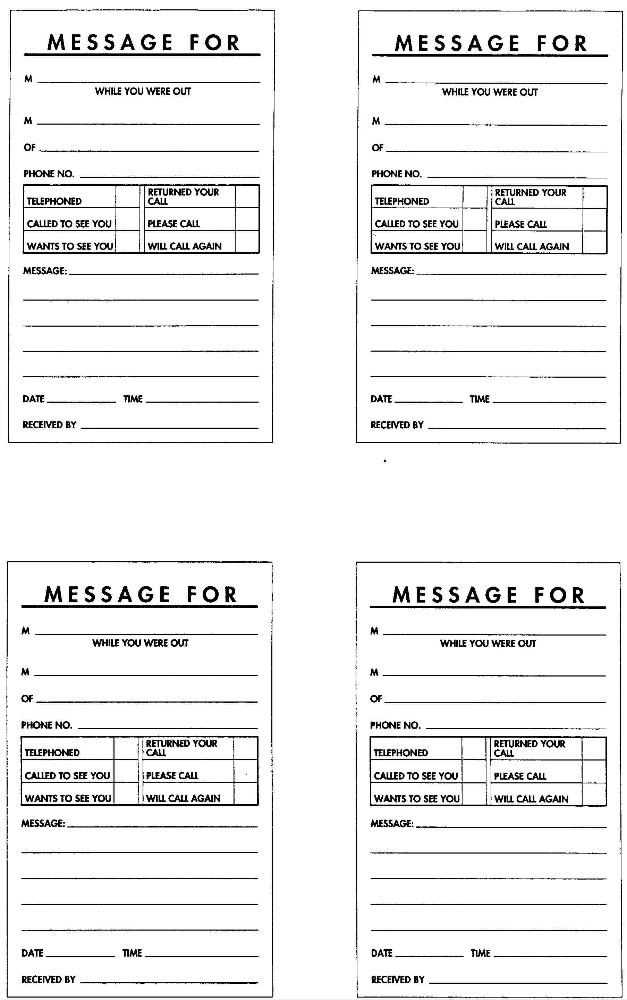 MESSAGE FOR
M
WHILE YOU WERE OUT
M
OF
PHONE NO.
TELEPHONED
RETURNED YOUR CALL
CALLED TO SEE YOU
PLEASE CALL
WANTS TO SEE YOU
WILL CALL AGAIN
MESSAGE:
DATE TIME
RECEIVED BY
MESSAGE FOR
M
WHILE YOU WERE OUT
M
OF
PHONE NO.
TELEPHONED
RETURNED YOUR CALL
CALLED TO SEE YOU
PLEASE CALL
WANTS TO SEE YOU
WILL CALL AGAIN
MESSAGE:
DATE TIME
RECEIVED BY
MESSAGE FOR
M
WHILE YOU WERE OUT
M
OF
PHONE NO.
TELEPHONED
RETURNED YOUR CALL
CALLED TO SEE YOU
PLEASE CALL
WANTS TO SEE YOU
WILL CALL AGAIN
MESSAGE:
DATE TIME
RECEIVED BY
MESSAGE FOR
M
WHILE YOU WERE OUT
M
OF
PHONE NO.
TELEPHONED
RETURNED YOUR CALL
CALLED TO SEE YOU
PLEASE CALL
WANTS TO SEE YOU
WILL CALL AGAIN
MESSAGE:
DATE TIME
RECEIVED BY